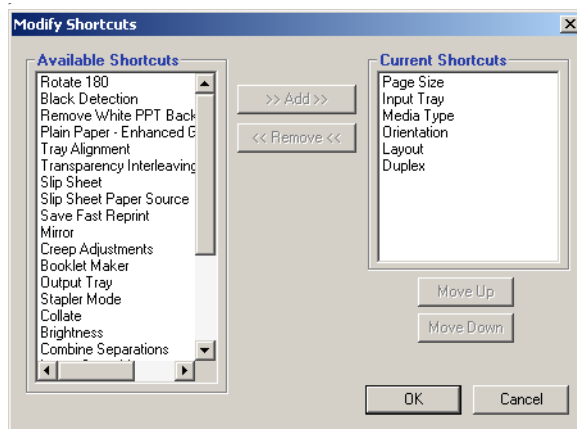 Modify Shortcuts
Available Shortcuts
Rotate 180
Black Detection
Remove White PPT Back
Plain Paper - Enhanced G
Tray Alignment
Transparency Interleaving
Slip Sheet
Slip Sheet Paper Source
Save Fast Reprint
Mirror
Creep Adjustments
Booklet Maker
Output Tray
Stapler Mode
Collate
Brightness
Combine Separations
>> Add >>
<< Remove <<
Current Shortcuts
Page Size
Input Tray
Media Type
Orientation
Layout
Duplex
Move Up
Move Down
OK
Cancel